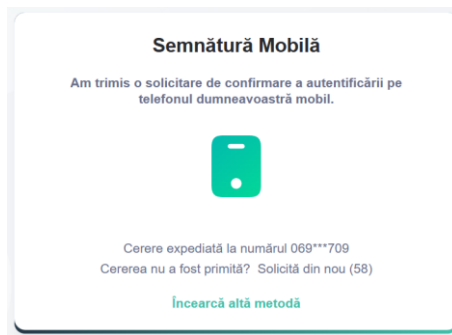 Semnătură Mobilă
Am trimis o solicitare de confirmare a autentificării pe
telefonul dumneavoastră mobil.
Cerere expediată la numărul 069***709
Cererea nu a fost primită? Solicită din nou (58)
Încearcă altă metodă